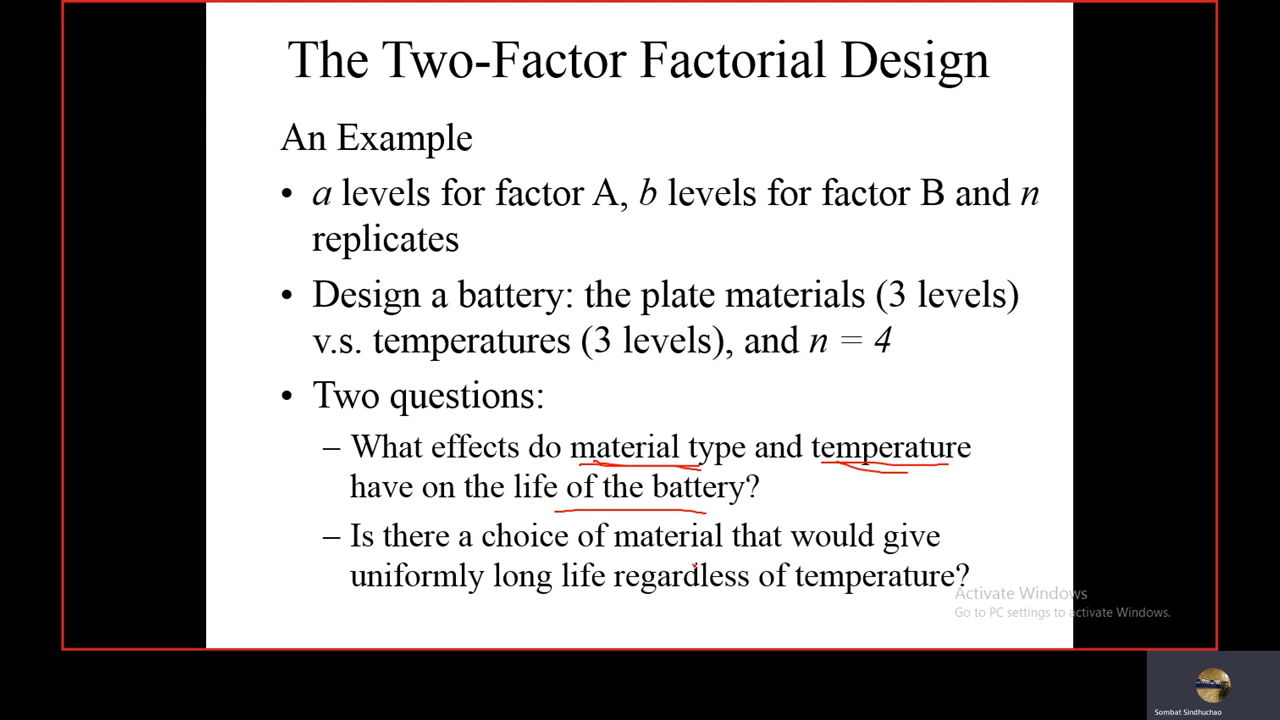 The Two-Factor Factorial Design
An Example
• a levels for factor A, b levels for factor B and n
replicates
• Design a battery: the plate materials (3 levels)
v.s. temperatures (3 levels), and n = 4
• Two questions:
– What effects do material type and temperature
have on the life of the battery?
– Is there a choice of material that would give
uniformly long life regardless of temperature?
Activate Windows
Go to PC settings to activate Windows.
Sombat Sindhuchao